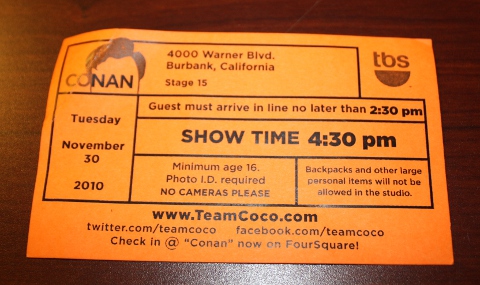 CONAN
4000 Warner Blvd.
Burbank, California
Stage 15
tbs
Tuesday
November
30
2010
Guest must arrive in line no later than 2:30 pm
SHOW TIME 4:30 pm
Minimum age 16.
Photo I.D. required
NO CAMERAS PLEASE
Backpacks and other large
personal items will not be
allowed in the studio.
www.TeamCoco.com
twitter.com/teamcoco facebook.com/teamcoco
Check in @ "Conan" now on FourSquare!